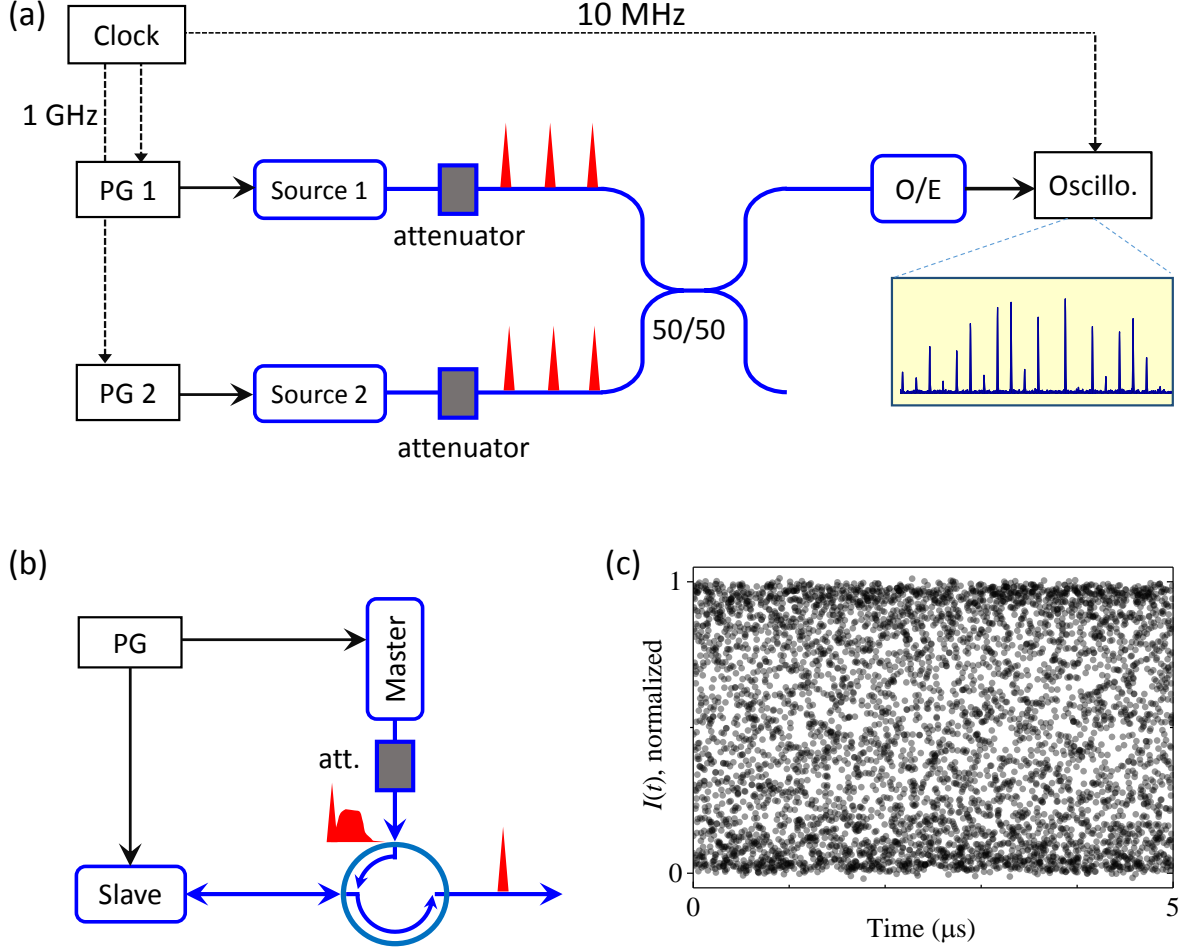 (a)
10 MHz
Clock
1 GHz
PG 1
Source 1
attenuator
O/E
Oscillo.
50/50
PG 2
Source 2
attenuator
(b)
PG
Master
att.
Slave
(c)
1
I(t), normalized
0
0
5
Time (μs)